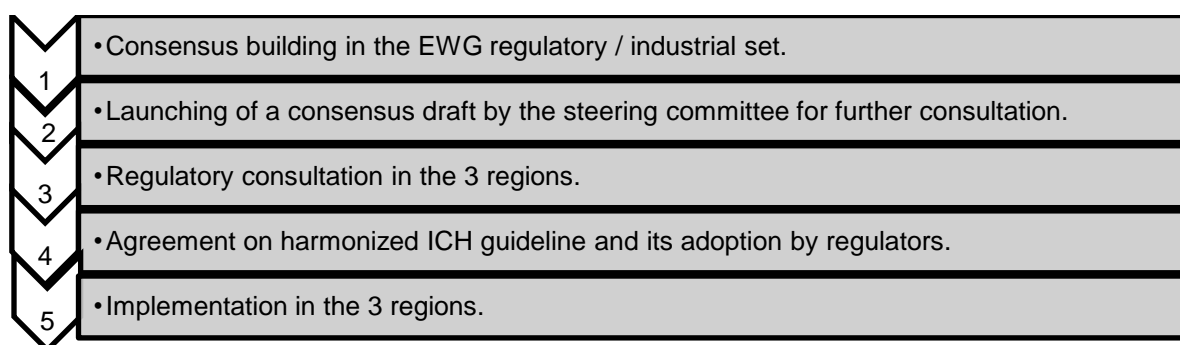 1 •Consensus building in the EWG regulatory / industrial set.
2 •Launching of a consensus draft by the steering committee for further consultation.
3 •Regulatory consultation in the 3 regions.
4 •Agreement on harmonized ICH guideline and its adoption by regulators.
5 •Implementation in the 3 regions.